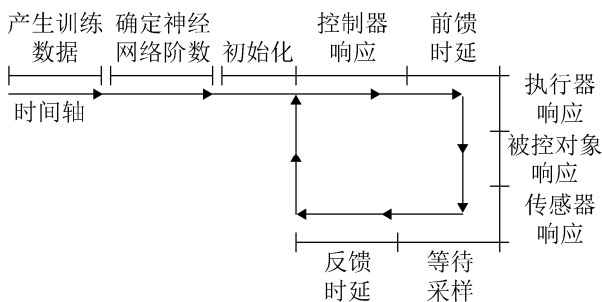 产生训练
数据
确定神经
网络阶数
初始化
控制器
响应
前馈
时延
时间轴
执行器
响应
被控对象
响应
传感器
响应
反馈
时延
等待
采样